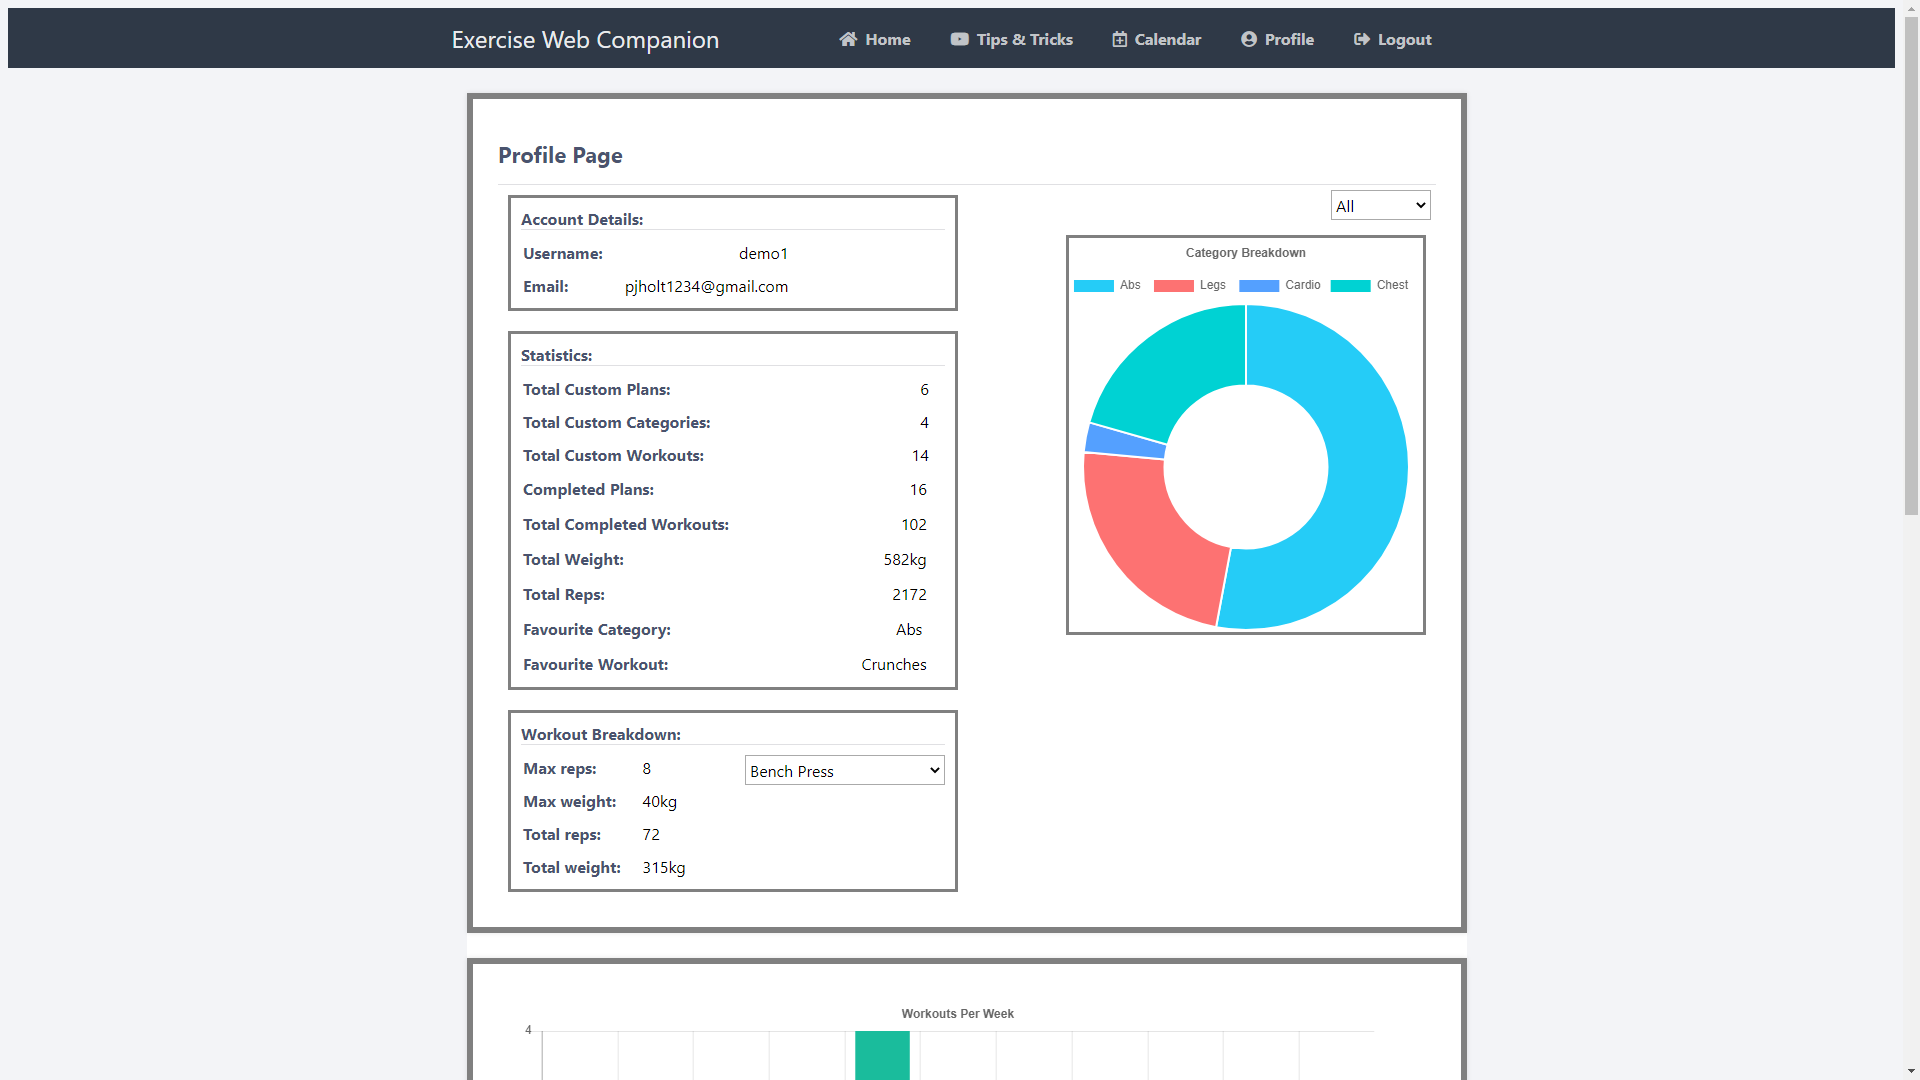 Exercise Web Companion
Home
Tips & Tricks
Calendar
Profile
Logout
Profile Page
Account Details:
Username: demo1
Email: pjholt1234@gmail.com
Statistics:
Total Custom Plans: 6
Total Custom Categories: 4
Total Custom Workouts: 14
Completed Plans: 16
Total Completed Workouts: 102
Total Weight: 582kg
Total Reps: 2172
Favourite Category: Abs
Favourite Workout: Crunches
Workout Breakdown:
Max reps: 8
Bench Press
Max weight: 40kg
Total reps: 72
Total weight: 315kg
All
Category Breakdown
Abs Legs Cardio Chest
Workouts Per Week
4